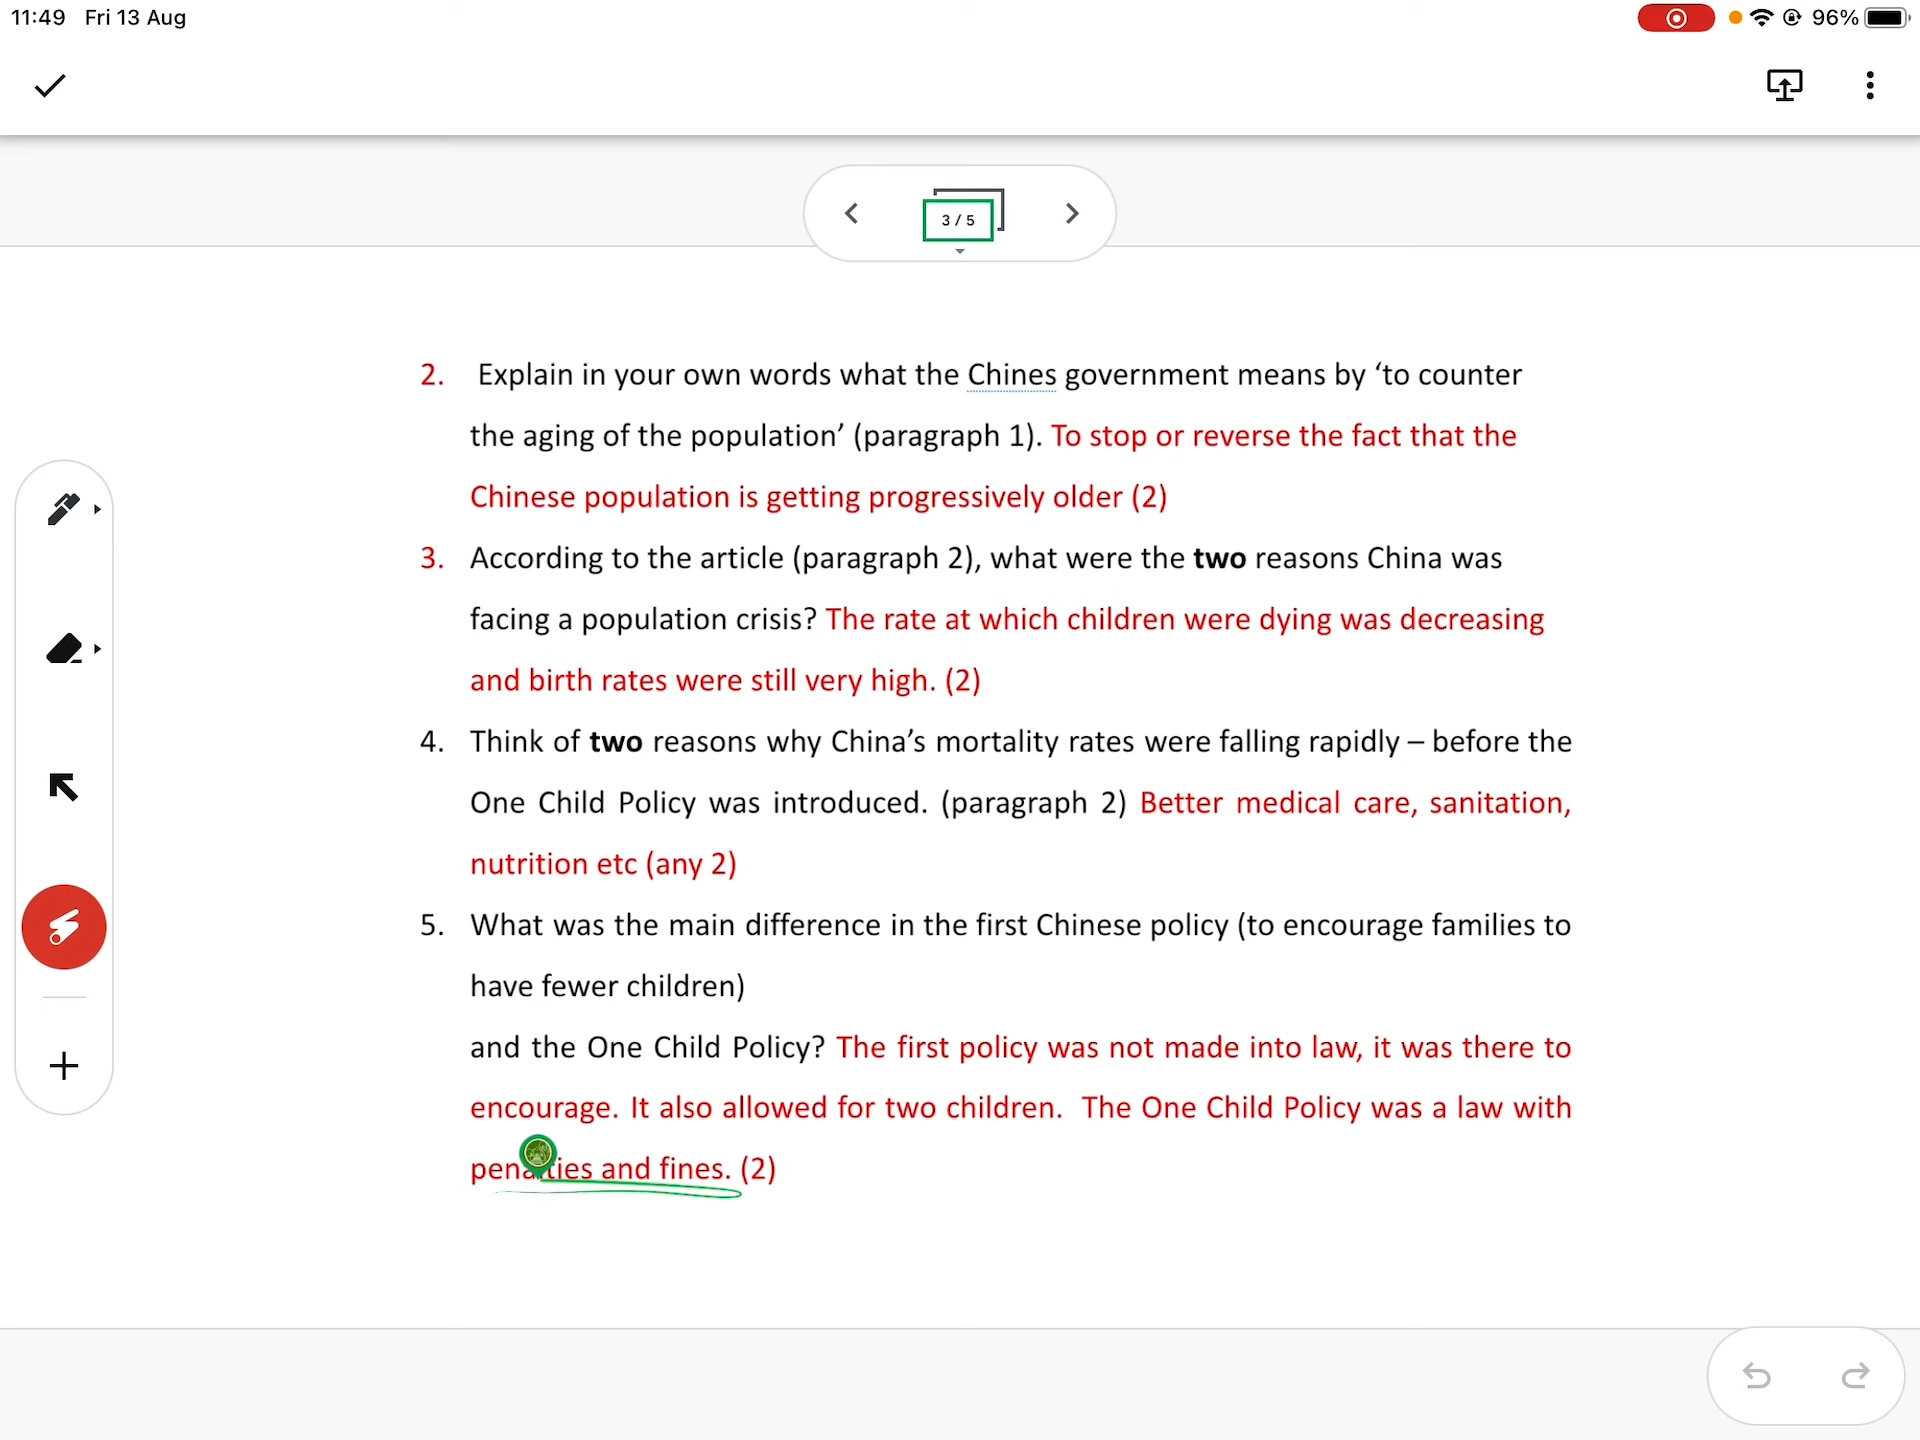 11:49 Fri 13 Aug
96%
3 / 5
2. Explain in your own words what the Chines government means by ‘to counter
the aging of the population’ (paragraph 1). To stop or reverse the fact that the
Chinese population is getting progressively older (2)
3. According to the article (paragraph 2), what were the two reasons China was
facing a population crisis? The rate at which children were dying was decreasing
and birth rates were still very high. (2)
4. Think of two reasons why China’s mortality rates were falling rapidly – before the
One Child Policy was introduced. (paragraph 2) Better medical care, sanitation,
nutrition etc (any 2)
5. What was the main difference in the first Chinese policy (to encourage families to
have fewer children)
and the One Child Policy? The first policy was not made into law, it was there to
encourage. It also allowed for two children. The One Child Policy was a law with
penalties and fines. (2)